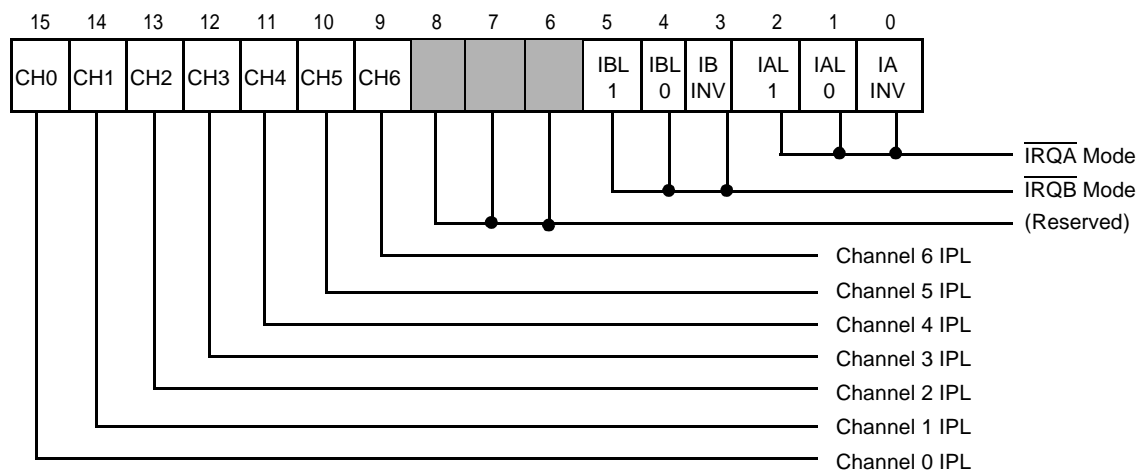 15 14 13 12 11 10 9 8 7 6 5 4 3 2 1 0
CH0 CH1 CH2 CH3 CH4 CH5 CH6 IBL 1 IBL 0 IB INV IAL 1 IAL 0 IA INV
IRQA Mode
IRQB Mode
(Reserved)
Channel 6 IPL
Channel 5 IPL
Channel 4 IPL
Channel 3 IPL
Channel 2 IPL
Channel 1 IPL
Channel 0 IPL